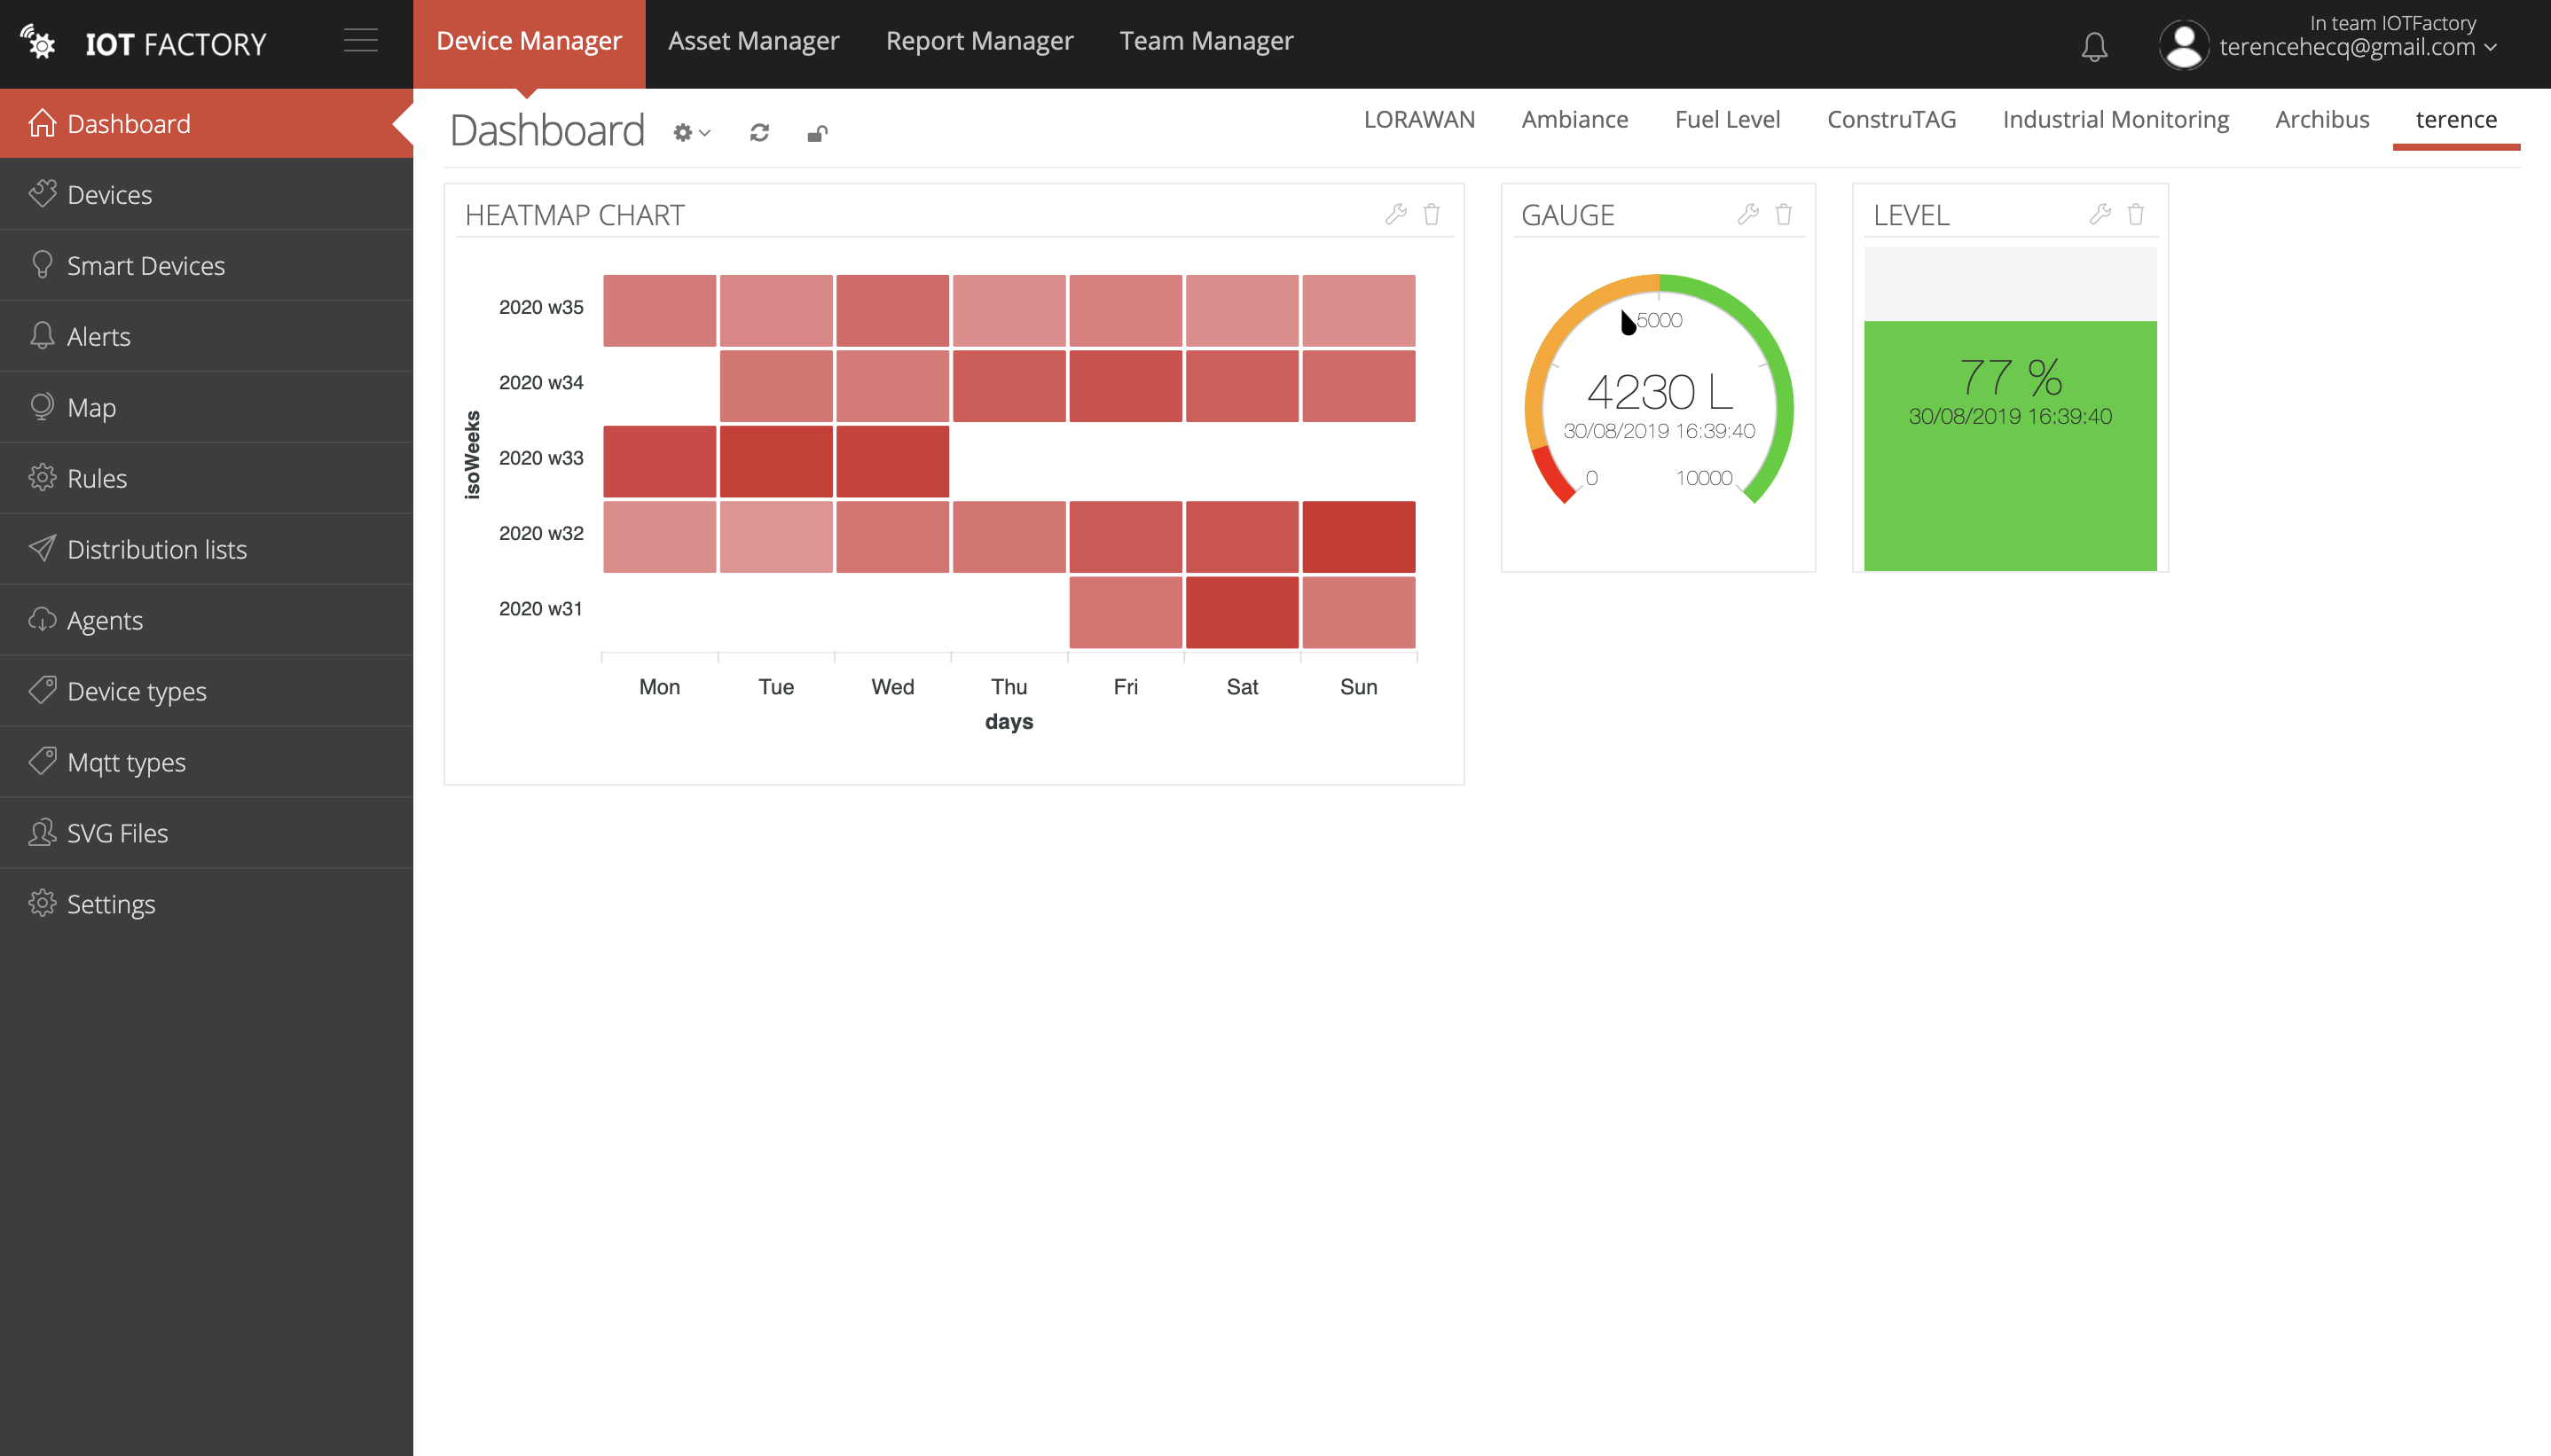 IOT FACTORY
Device Manager
Asset Manager
Report Manager
Team Manager
In team IOTFactory
terencehecq@gmail.com
Dashboard
Devices
Smart Devices
Alerts
Map
Rules
Distribution lists
Agents
Device types
Mqtt types
SVG Files
Settings
Dashboard
LORAWAN
Ambiance
Fuel Level
ConstruTAG
Industrial Monitoring
Archibus
terence
HEATMAP CHART
isoWeeks
2020 w35
2020 w34
2020 w33
2020 w32
2020 w31
Mon
Tue
Wed
Thu
Fri
Sat
Sun
days
GAUGE
5000
4230 L
30/08/2019 16:39:40
0
10000
LEVEL
77 %
30/08/2019 16:39:40